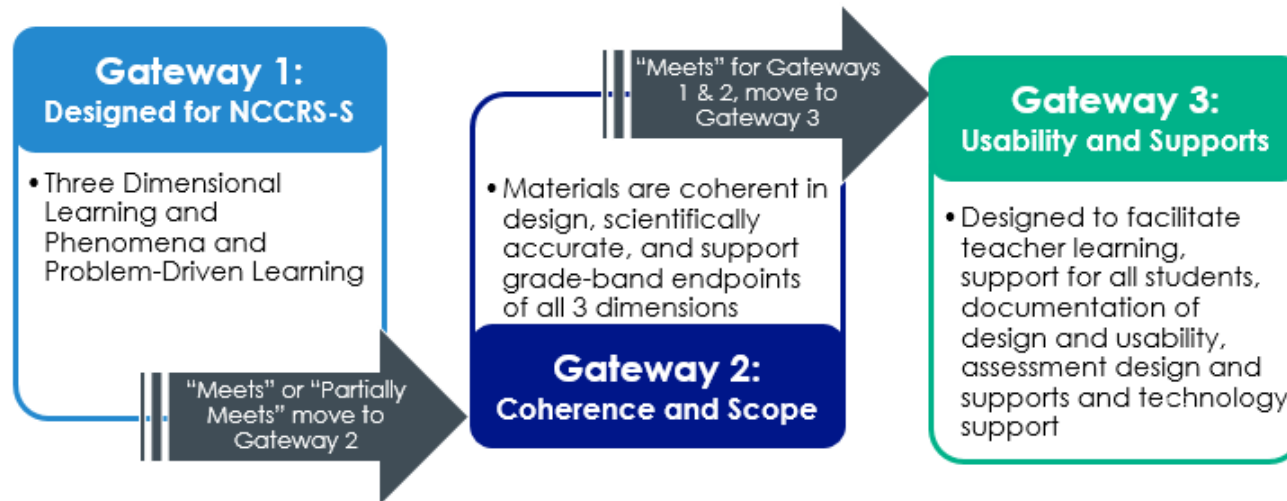 Gateway 1:
Designed for NCCRS-S
• Three Dimensional
Learning and
Phenomena and
Problem-Driven Learning
"Meets" or "Partially
Meets" move to
Gateway 2
• Materials are coherent in
design, scientifically
accurate, and support
grade-band endpoints
of all 3 dimensions
Gateway 2:
Coherence and Scope
"Meets" for Gateways
1 & 2, move to
Gateway 3
Gateway 3:
Usability and Supports
• Designed to facilitate
teacher learning,
support for all students,
documentation of
design and usability,
assessment design and
supports and technology
support